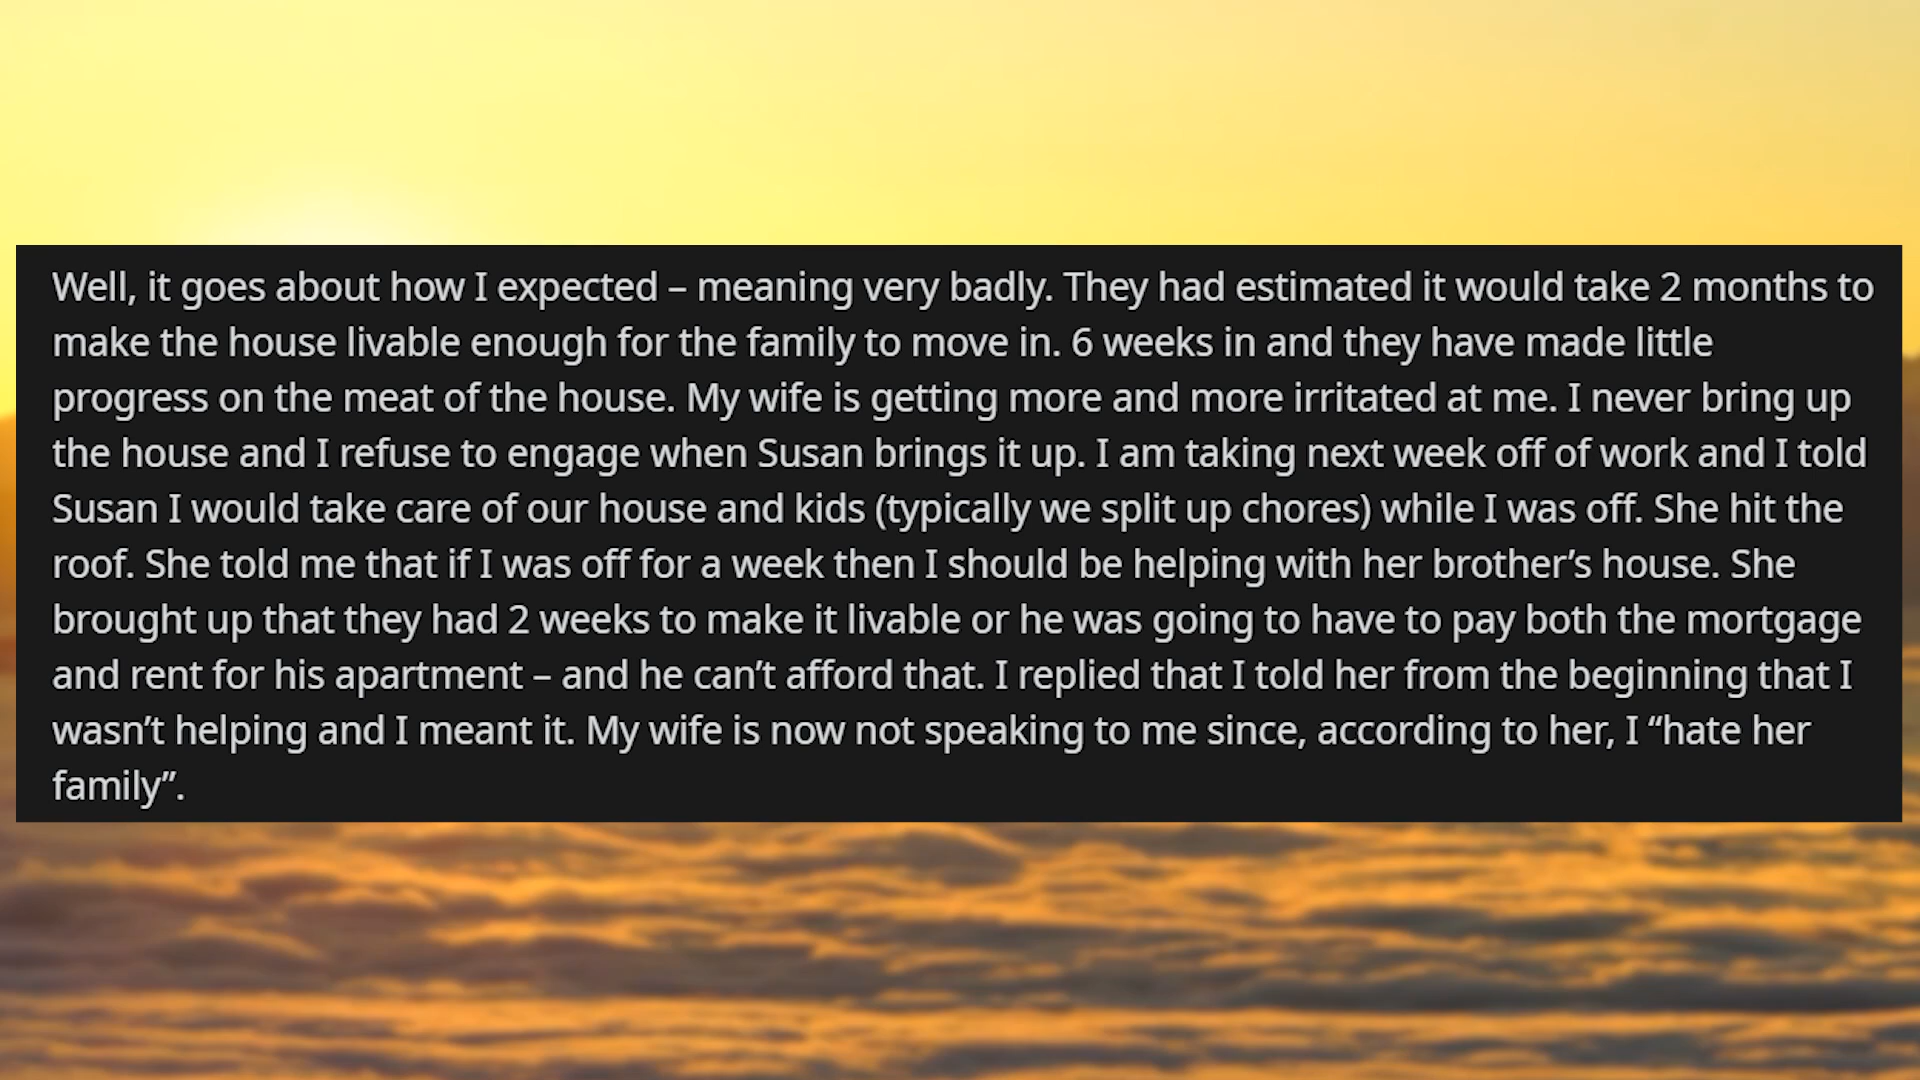 Well, it goes about how I expected – meaning very badly. They had estimated it would take 2 months to
make the house livable enough for the family to move in. 6 weeks in and they have made little
progress on the meat of the house. My wife is getting more and more irritated at me. I never bring up
the house and I refuse to engage when Susan brings it up. I am taking next week off of work and I told
Susan I would take care of our house and kids (typically we split up chores) while I was off. She hit the
roof. She told me that if I was off for a week then I should be helping with her brother’s house. She
brought up that they had 2 weeks to make it livable or he was going to have to pay both the mortgage
and rent for his apartment – and he can’t afford that. I replied that I told her from the beginning that I
wasn’t helping and I meant it. My wife is now not speaking to me since, according to her, I “hate her
family”.